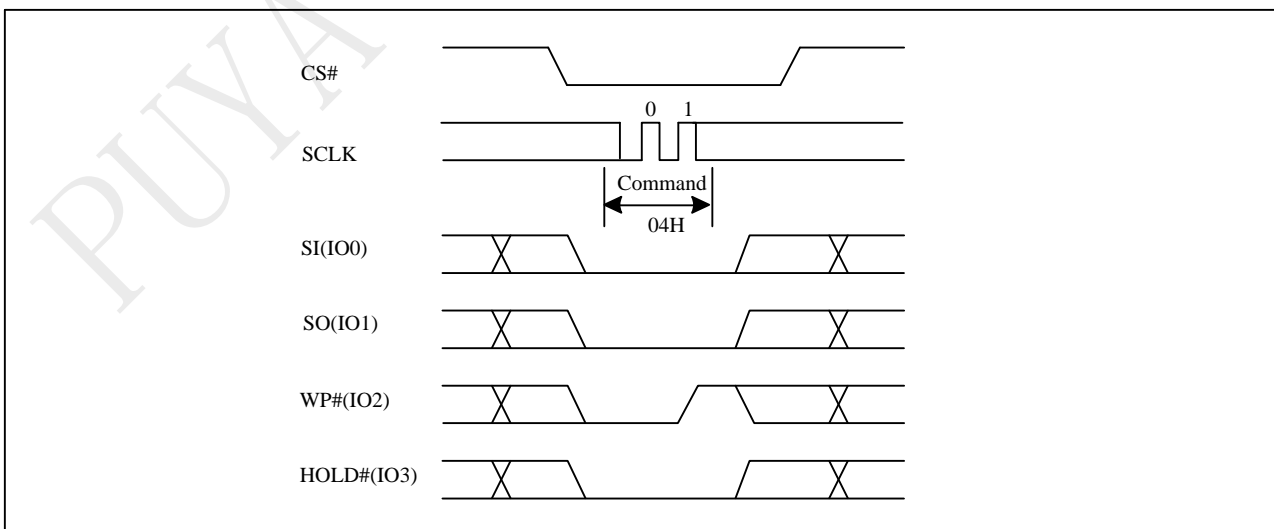 PUYA
CS#
0 1
SCLK
Command
04H
SI(IO0)
SO(IO1)
WP#(IO2)
HOLD#(IO3)